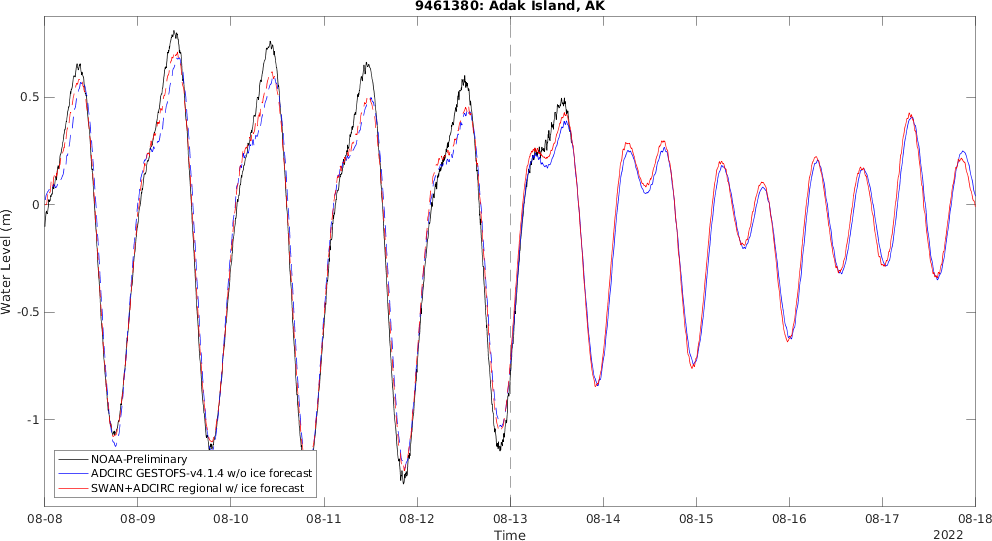 9461380: Adak Island, AK
Water Level (m)
0.5
0
-0.5
-1
NOAA-Preliminary
ADCIRC GESTOFS-v4.1.4 w/o ice forecast
SWAN+ADCIRC regional w/ ice forecast
08-08 08-09 08-10 08-11 08-12 08-13 08-14 08-15 08-16 08-17 08-18
Time
2022